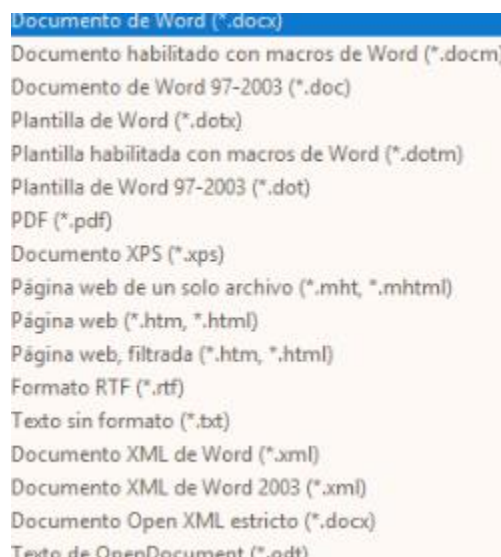 Documento de Word (*.docx)
Documento habilitado con macros de Word (*.docm)
Documento de Word 97-2003 (*.doc)
Plantilla de Word (*.dotx)
Plantilla habilitada con macros de Word (*.dotm)
Plantilla de Word 97-2003 (*.dot)
PDF (*.pdf)
Documento XPS (*.xps)
Página web de un solo archivo (*.mht, *.mhtml)
Página web (*.htm, *.html)
Página web, filtrada (*.htm, *.html)
Formato RTF (*.rtf)
Texto sin formato (*.txt)
Documento XML de Word (*.xml)
Documento XML de Word 2003 (*.xml)
Documento Open XML estricto (*.docx)
Texto de OpenDocument (*.odt)